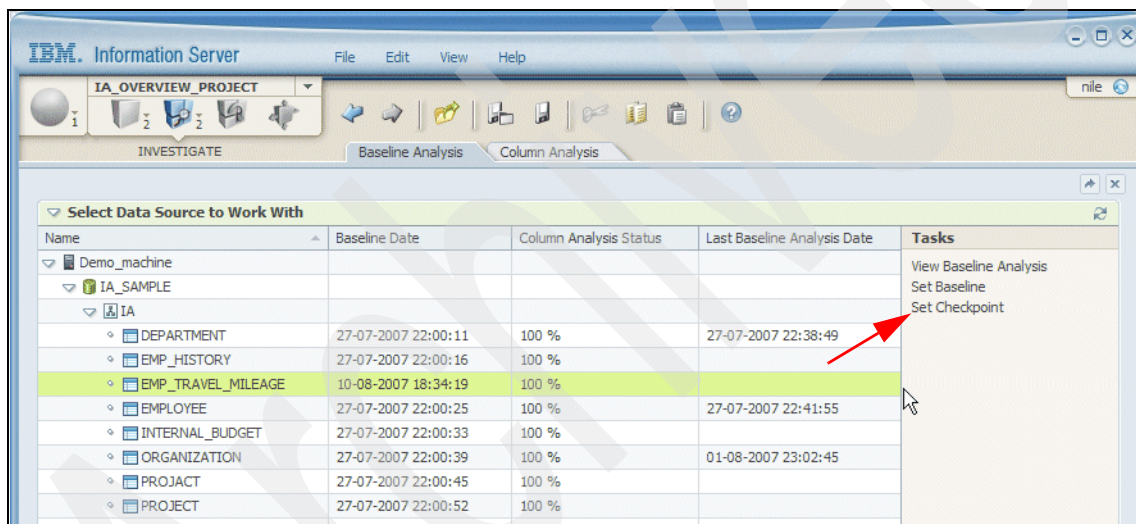 IBM. Information Server File Edit View Help
IA_OVERVIEW_PROJECT nile
1 2 2
INVESTIGATE Baseline Analysis Column Analysis
Select Data Source to Work With
Name Baseline Date Column Analysis Status Last Baseline Analysis Date Tasks
Demo_machine View Baseline Analysis
IA_SAMPLE Set Baseline
IA Set Checkpoint
DEPARTMENT 27-07-2007 22:00:11 100 % 27-07-2007 22:38:49
EMP_HISTORY 27-07-2007 22:00:16 100 %
EMP_TRAVEL_MILEAGE 10-08-2007 18:34:19 100 %
EMPLOYEE 27-07-2007 22:00:25 100 % 27-07-2007 22:41:55
INTERNAL_BUDGET 27-07-2007 22:00:33 100 %
ORGANIZATION 27-07-2007 22:00:39 100 % 01-08-2007 23:02:45
PROJACT 27-07-2007 22:00:45 100 %
PROJECT 27-07-2007 22:00:52 100 %